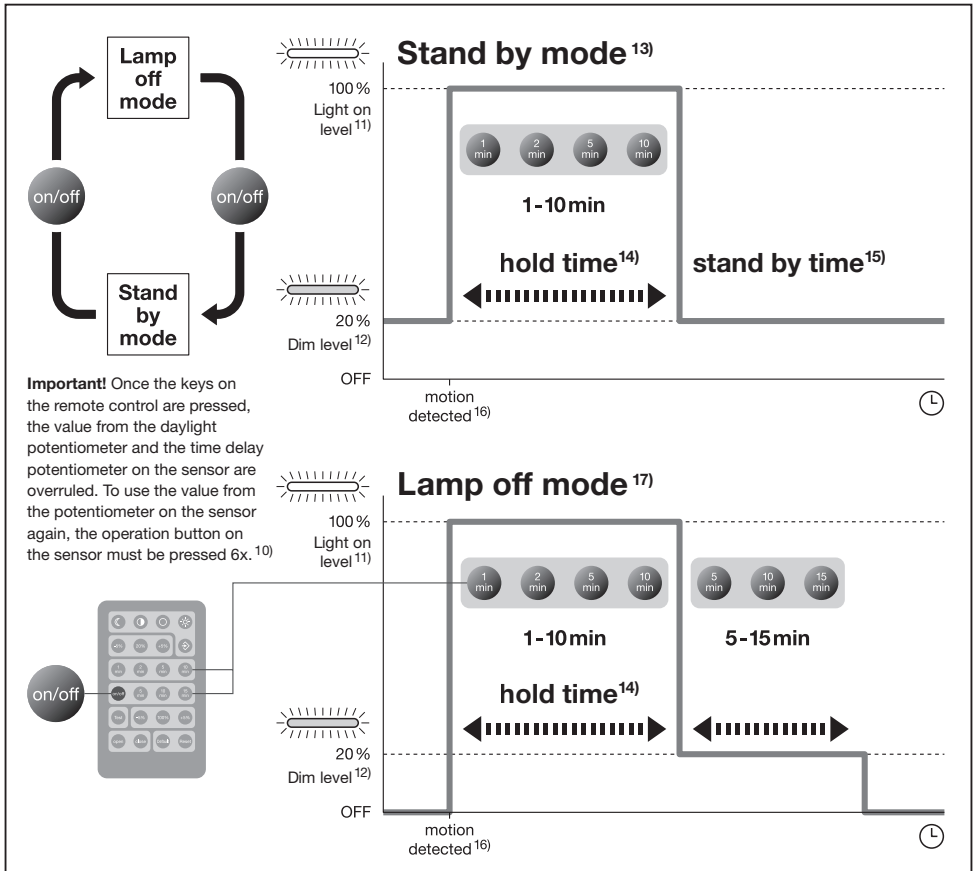 Lamp
off
mode
on/off
on/off
Stand
by
mode
Important! Once the keys on
the remote control are pressed,
the value from the daylight
potentiometer and the time delay
potentiometer on the sensor are
overruled. To use the value from
the potentiometer on the sensor
again, the operation button on
the sensor must be pressed 6x. 10)
Stand by mode 13)
100 %
Light on
level 11)
1 min 2 min 5 min 10 min
1-10 min
hold time 14)
stand by time 15)
20 %
Dim level 12)
OFF
motion
detected 16)
Lamp off mode 17)
100 %
Light on
level 11)
1 min 2 min 5 min 10 min
5 min 10 min 15 min
1-10 min
5-15 min
hold time 14)
20 %
Dim level 12)
OFF
motion
detected 16)
on/off
on/off